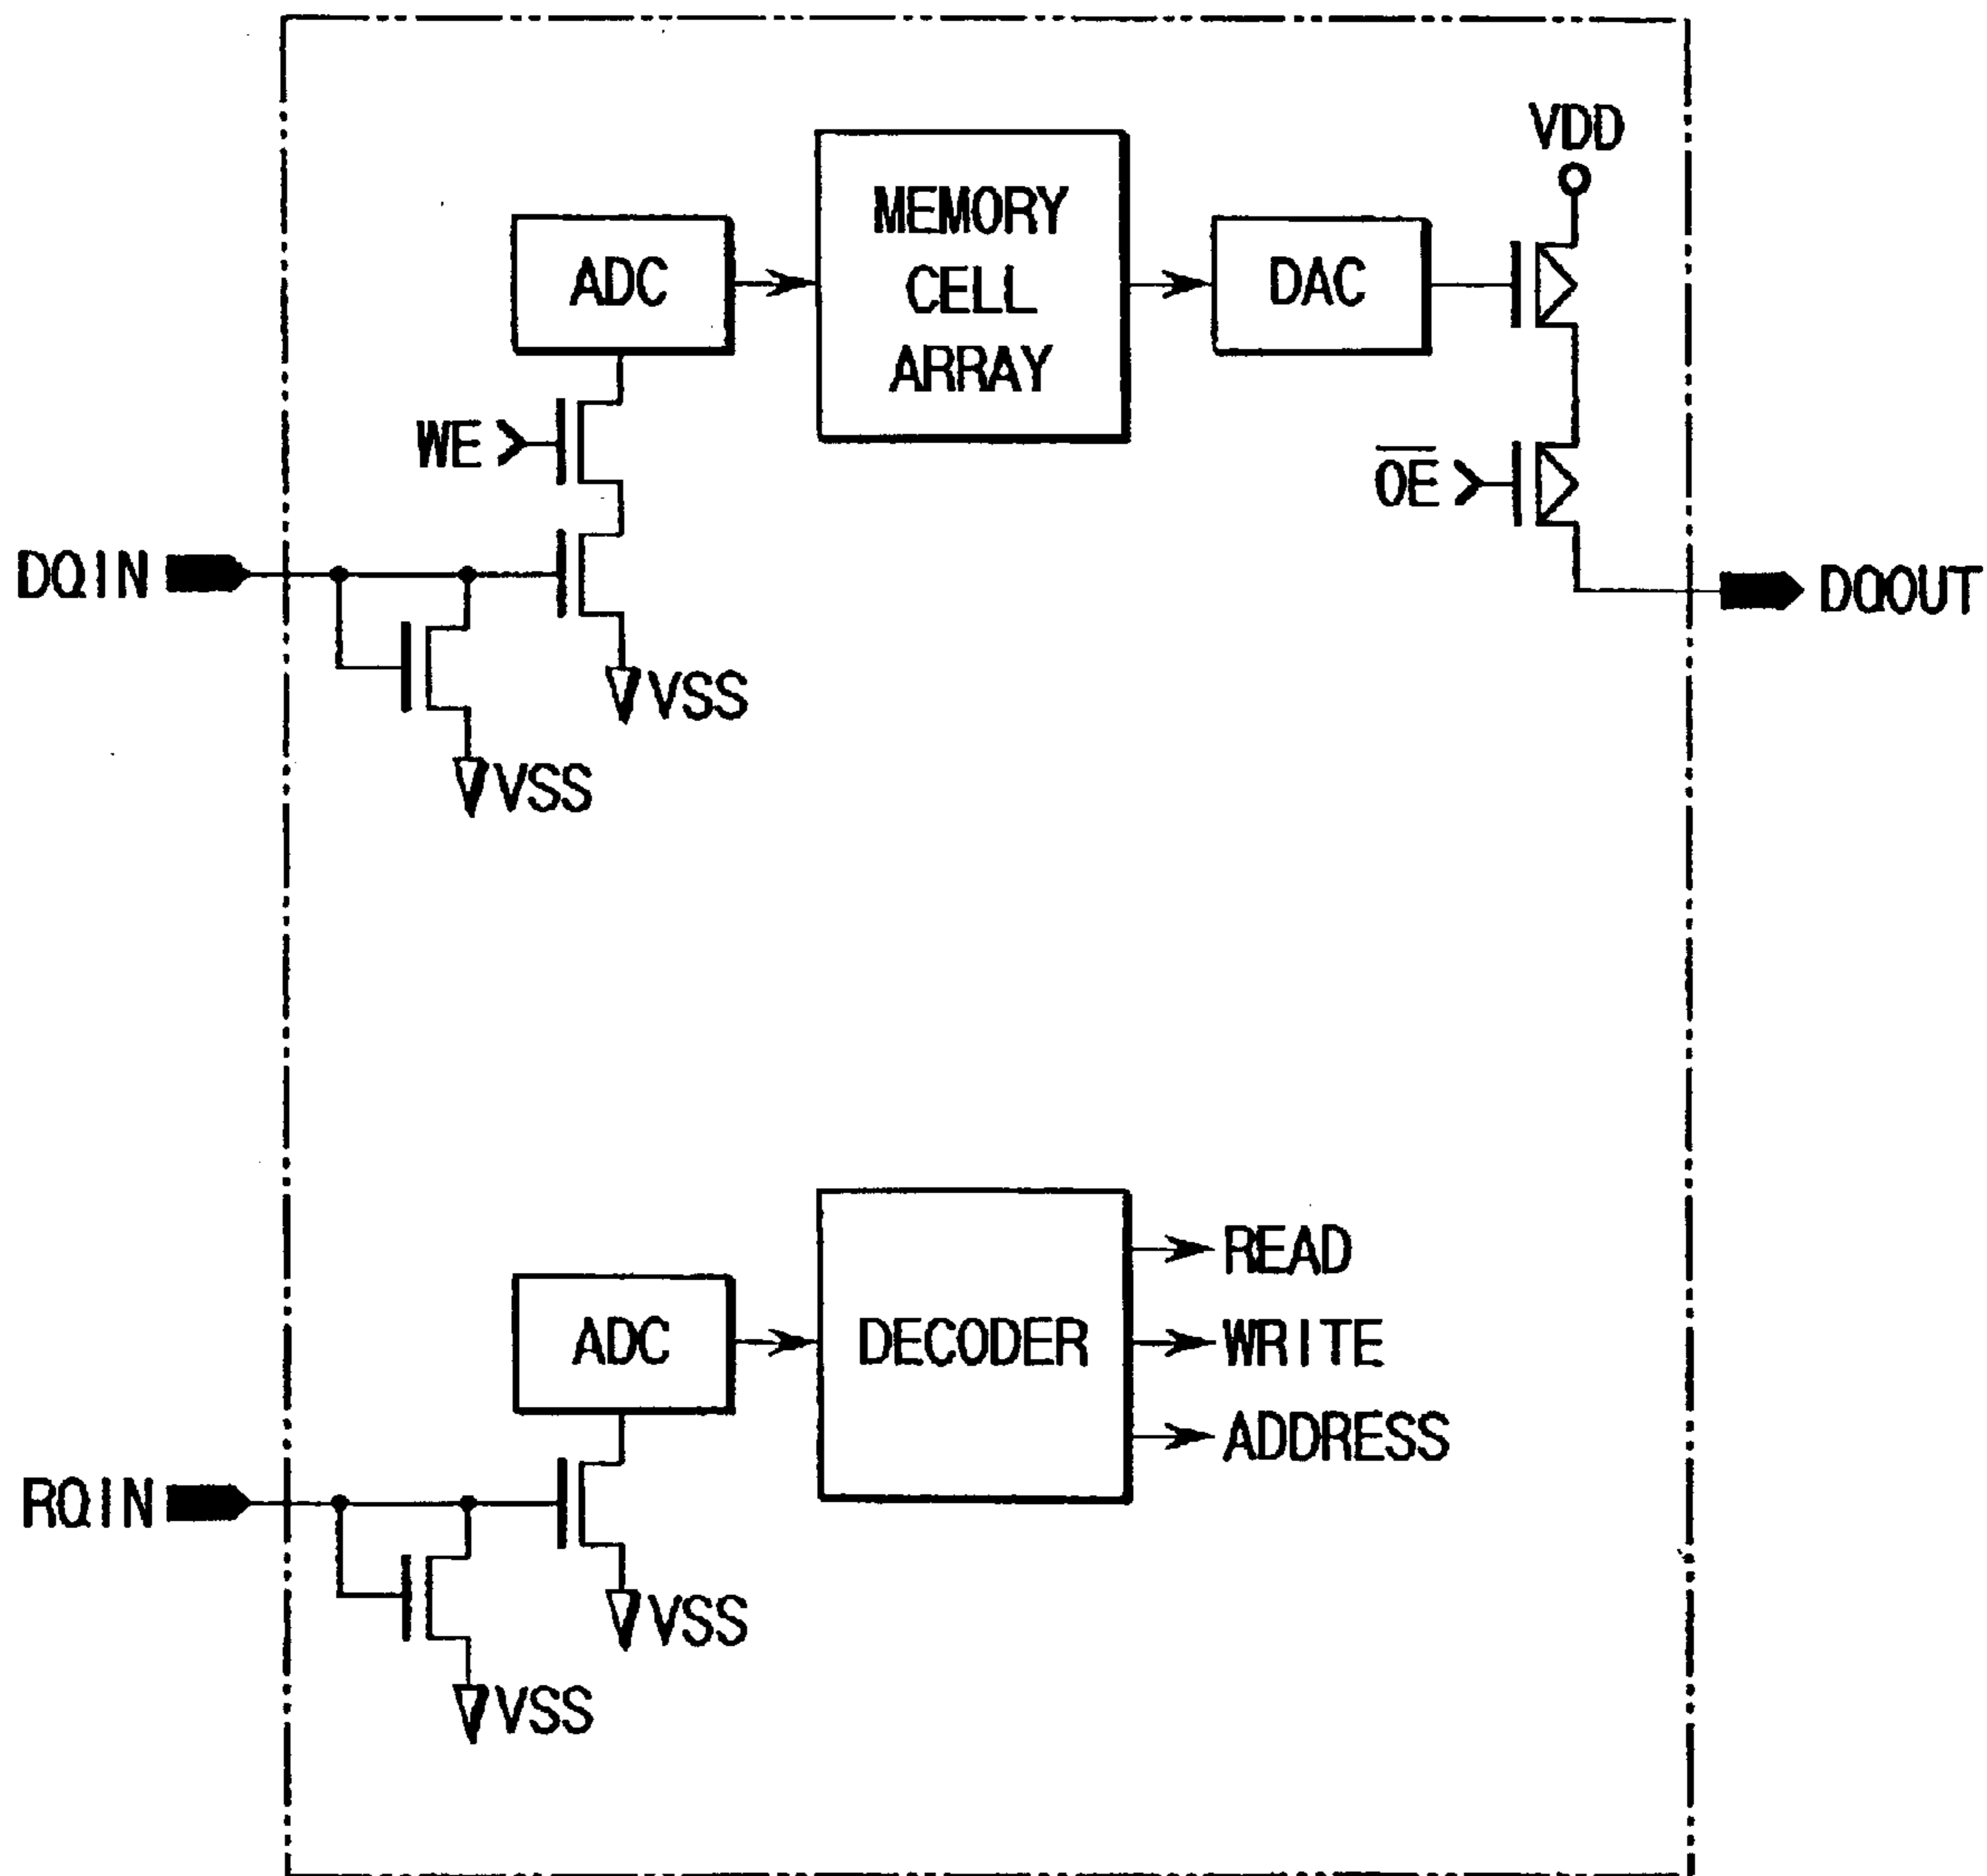 VDD
MEMORY
CELL
ARRAY
ADC
DAC
WE
OE
DQIN
DQOUT
VSS
VSS
READ
ADC
DECODER
WRITE
ADDRESS
RQIN
VSS
VSS